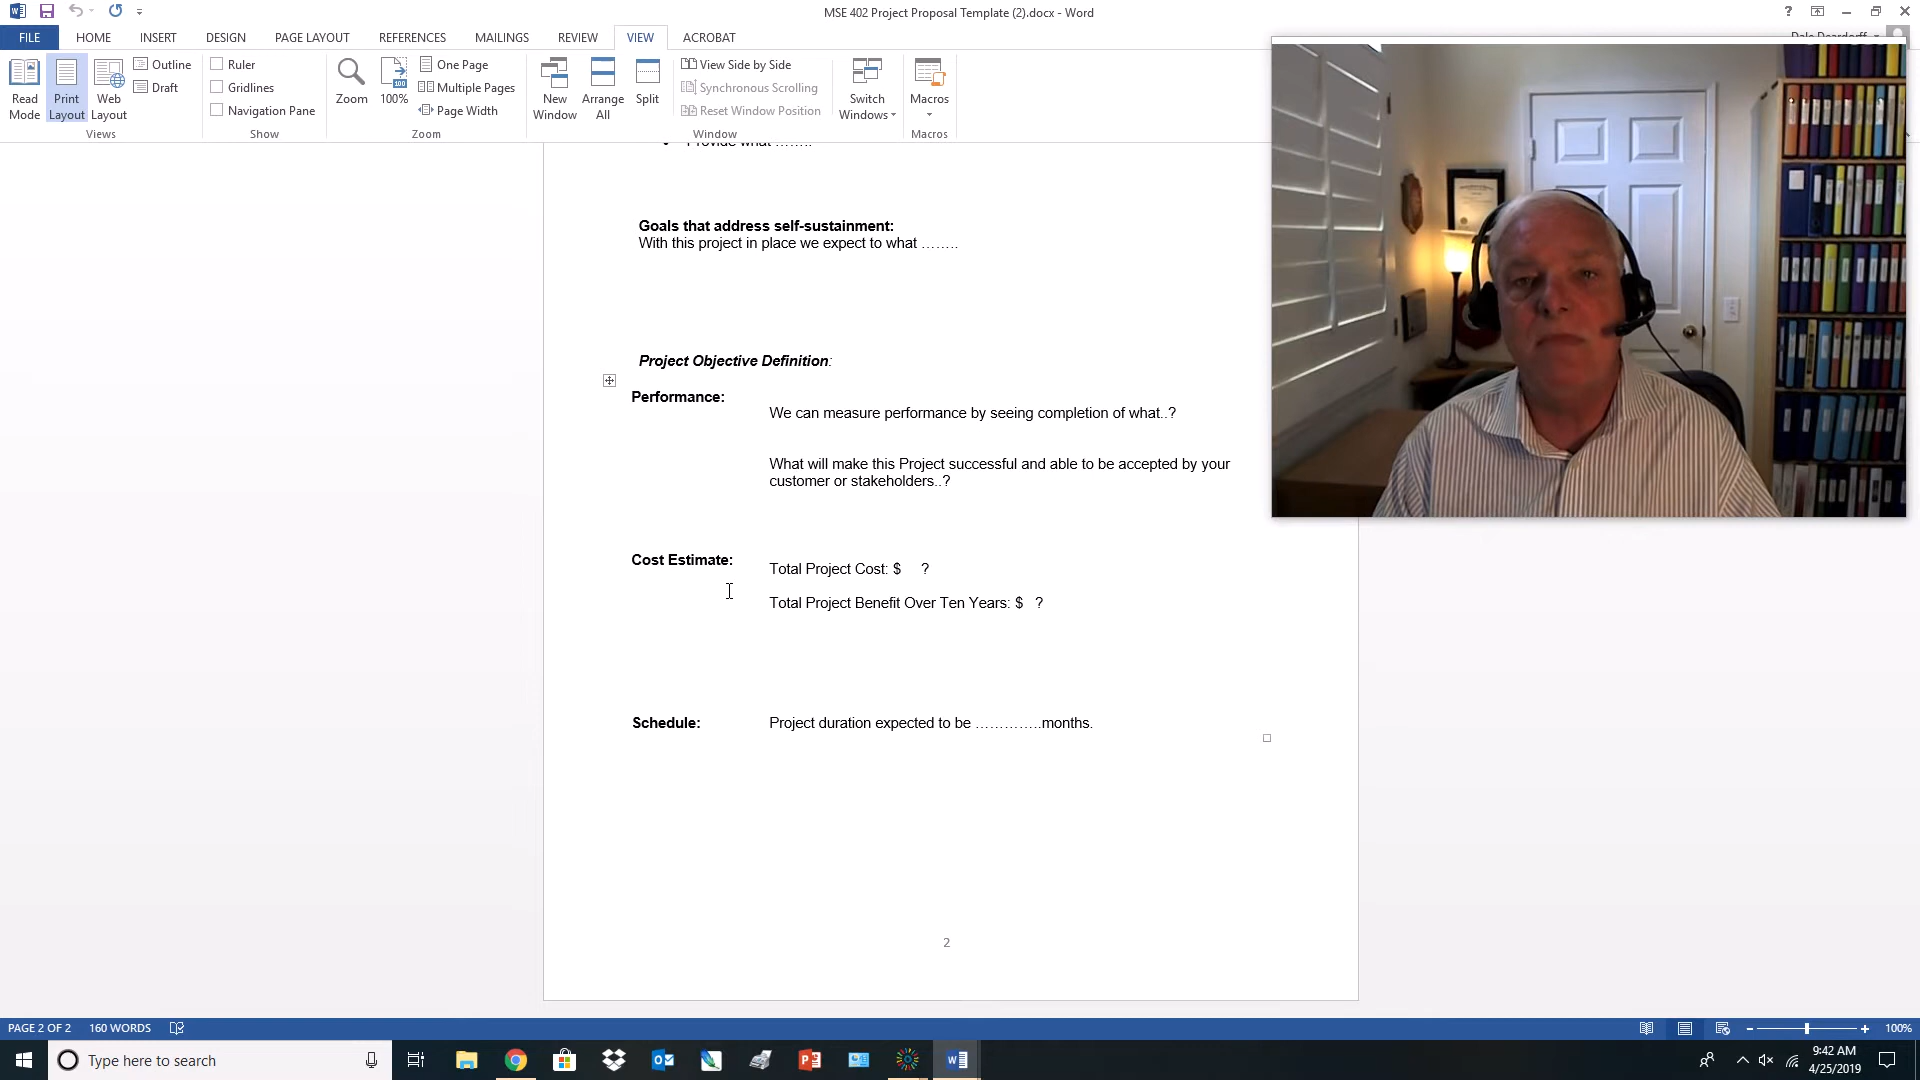 MSE 402 Project Proposal Template (2).docx - Word
FILE
HOME
INSERT
DESIGN
PAGE LAYOUT
REFERENCES
MAILINGS
REVIEW
VIEW
ACROBAT
Dale Deardorff
Read Mode
Print Layout
Web Layout
Outline
Draft
Views
Ruler
Gridlines
Navigation Pane
Show
Zoom
100%
One Page
Multiple Pages
Page Width
Zoom
New Window
Arrange All
Split
View Side by Side
Synchronous Scrolling
Reset Window Position
Window
Switch Windows
Macros
Macros
• Provide what ……..
Goals that address self-sustainment:
With this project in place we expect to what ……..
Project Objective Definition:
Performance:
We can measure performance by seeing completion of what..?
What will make this Project successful and able to be accepted by your
customer or stakeholders..?
Cost Estimate:
Total Project Cost: $ ?
Total Project Benefit Over Ten Years: $ ?
Schedule:
Project duration expected to be …………..months.
2
PAGE 2 OF 2
160 WORDS
100%
Type here to search
9:42 AM
4/25/2019